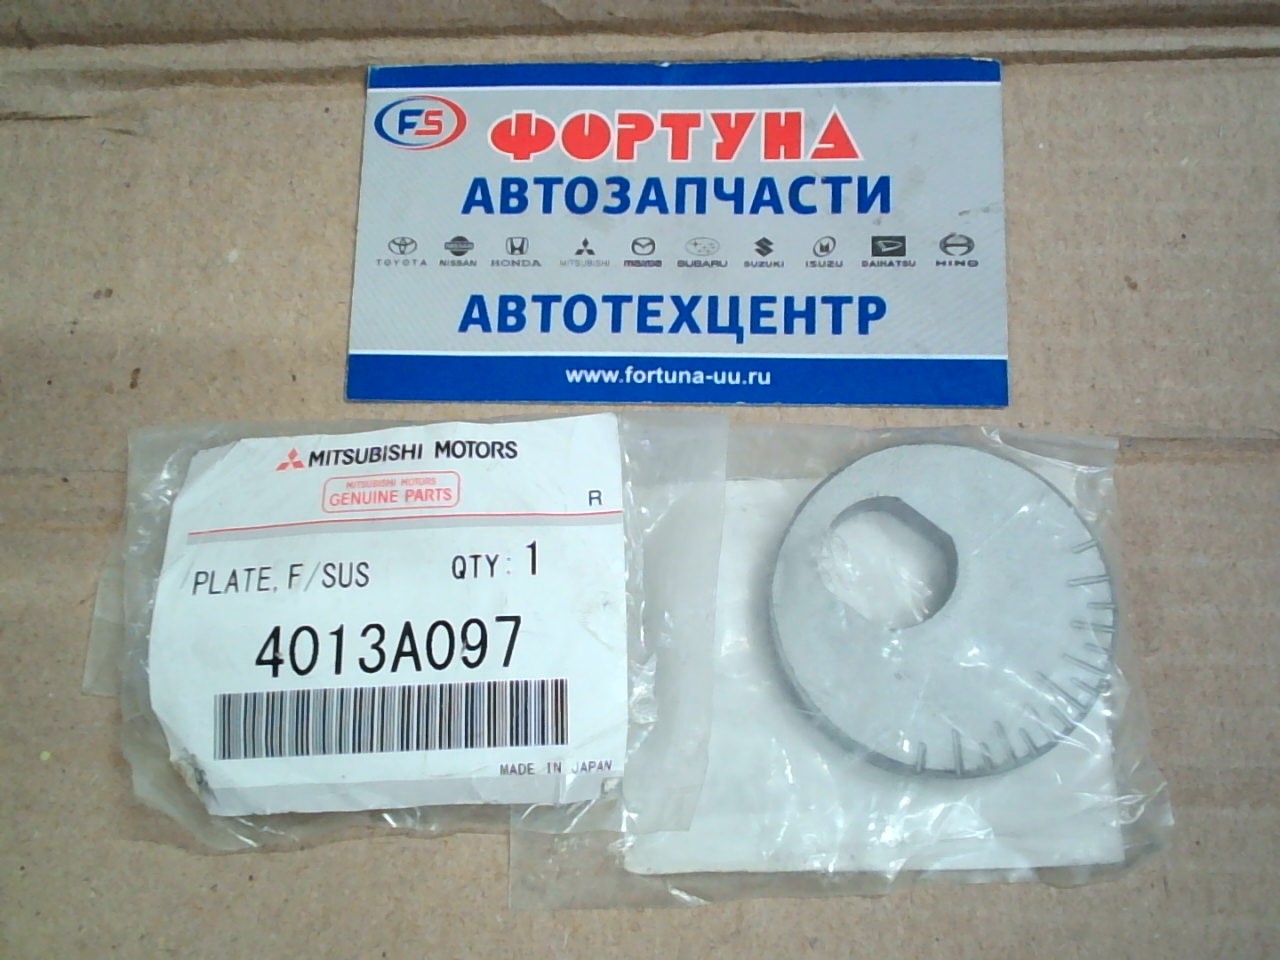 FS ФОРТУНА
АВТОЗАПЧАСТИ
TOYOTA NISSAN HONDA MITSUBISHI mazda SUBARU SUZUKI ISUZU DAIHATSU HINO
АВТОТЕХЦЕНТР
www.fortuna-uu.ru
MITSUBISHI MOTORS
MITSUBISHI MOTORS
GENUINE PARTS
R
PLATE, F/SUS QTY: 1
4013A097
MADE IN JAPAN